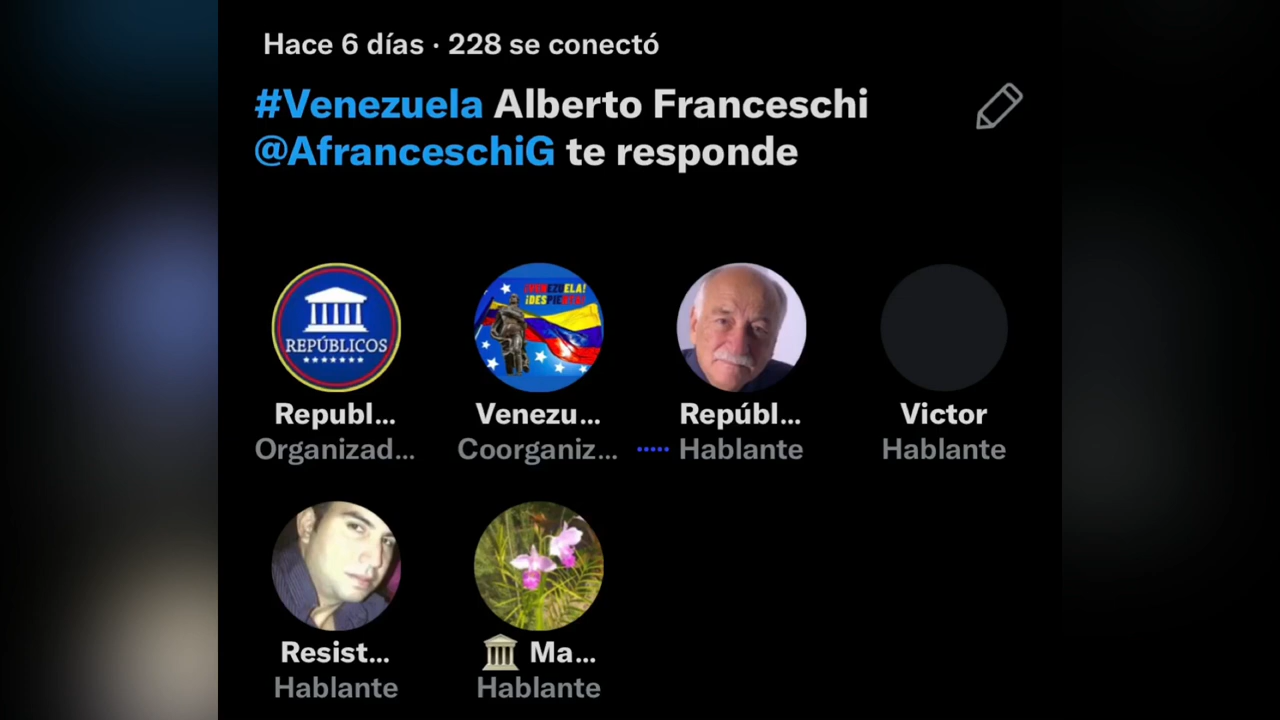 Hace 6 días · 228 se conectó
#Venezuela Alberto Franceschi
@AfranceschiG te responde
REPÚBLICOS
¡VENEZUELA!
¡DESPIERTA!
Republ...
Venezu...
Repúbl...
Victor
Organizad...
Coorganiz...
Hablante
Hablante
Resist...
🏛️ Ma...
Hablante
Hablante